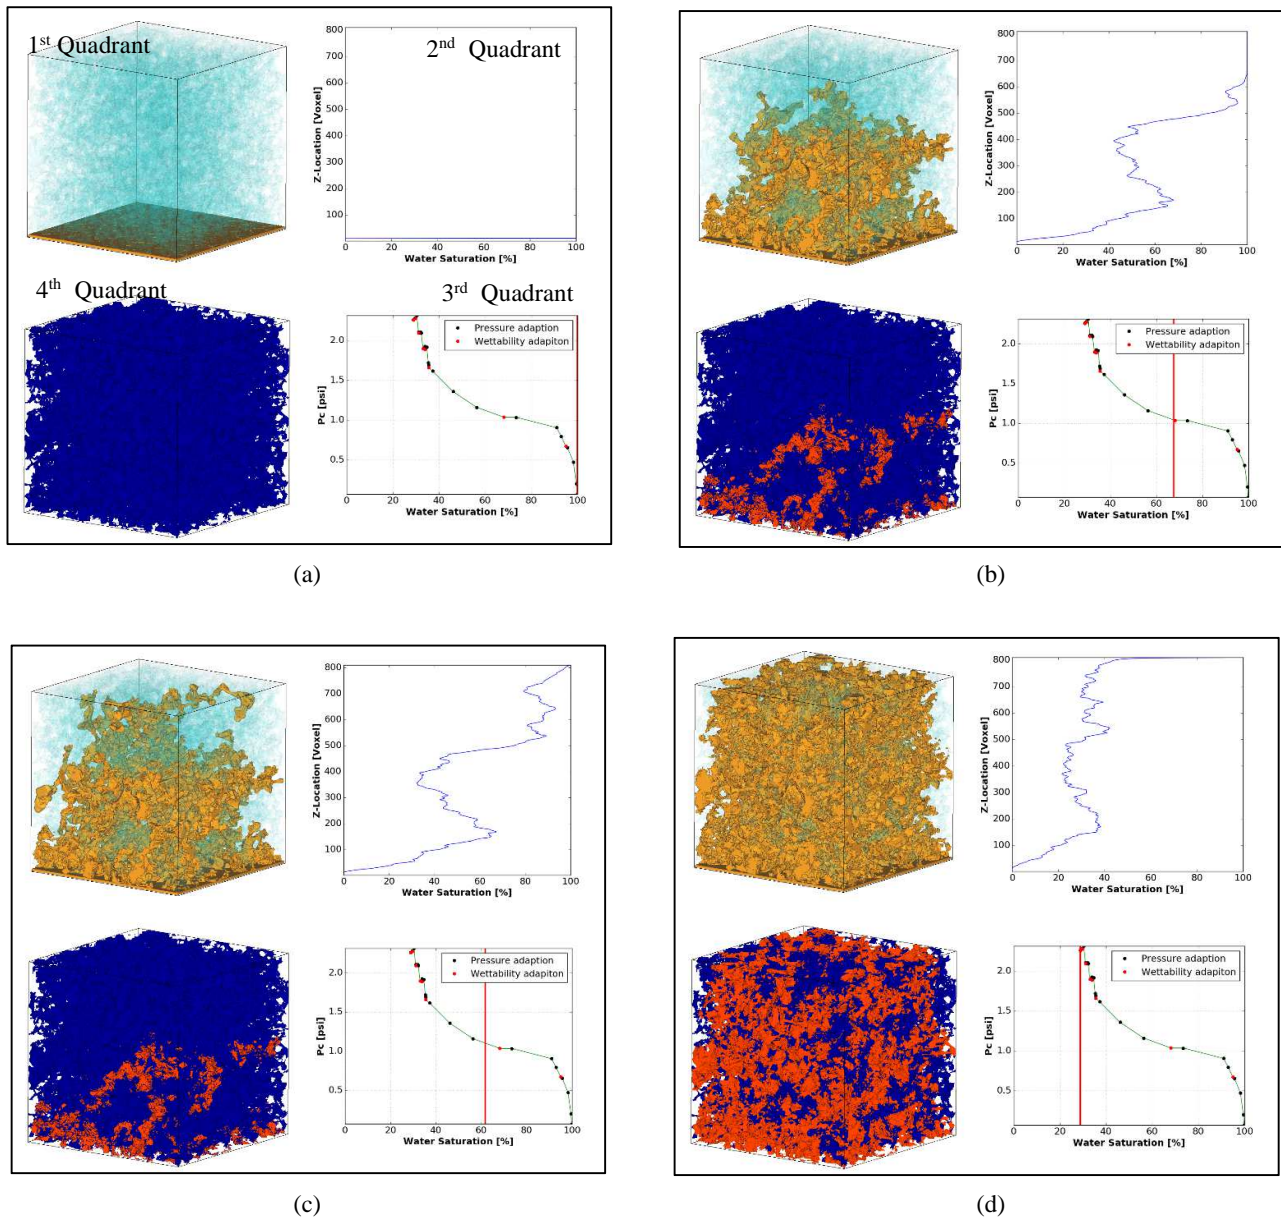 1st Quadrant
2nd Quadrant
800
700
600
500
400
300
200
100
Z-Location [Voxel]
0 20 40 60 80 100
Water Saturation [%]
4th Quadrant
3rd Quadrant
Pressure adaption
Wettability adapiton
2.0
1.5
1.0
0.5
Pc [psi]
0 20 40 60 80 100
Water Saturation [%]
(a)
800
700
600
500
400
300
200
100
Z-Location [Voxel]
0 20 40 60 80 100
Water Saturation [%]
Pressure adaption
Wettability adapiton
2.0
1.5
1.0
0.5
Pc [psi]
0 20 40 60 80 100
Water Saturation [%]
(b)
800
700
600
500
400
300
200
100
Z-Location [Voxel]
0 20 40 60 80 100
Water Saturation [%]
Pressure adaption
Wettability adapiton
2.0
1.5
1.0
0.5
Pc [psi]
0 20 40 60 80 100
Water Saturation [%]
(c)
800
700
600
500
400
300
200
100
Z-Location [Voxel]
0 20 40 60 80 100
Water Saturation [%]
Pressure adaption
Wettability adapiton
2.0
1.5
1.0
0.5
Pc [psi]
0 20 40 60 80 100
Water Saturation [%]
(d)